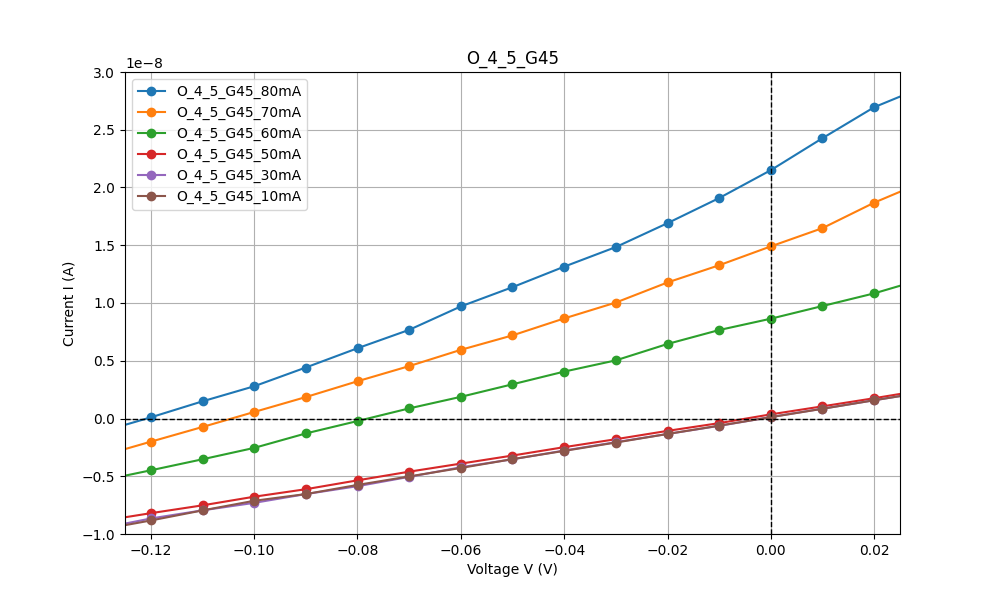 O_4_5_G45
1e−8
3.0
2.5
2.0
1.5
1.0
0.5
0.0
−0.5
−1.0
Current I (A)
O_4_5_G45_80mA
O_4_5_G45_70mA
O_4_5_G45_60mA
O_4_5_G45_50mA
O_4_5_G45_30mA
O_4_5_G45_10mA
−0.12 −0.10 −0.08 −0.06 −0.04 −0.02 0.00 0.02
Voltage V (V)